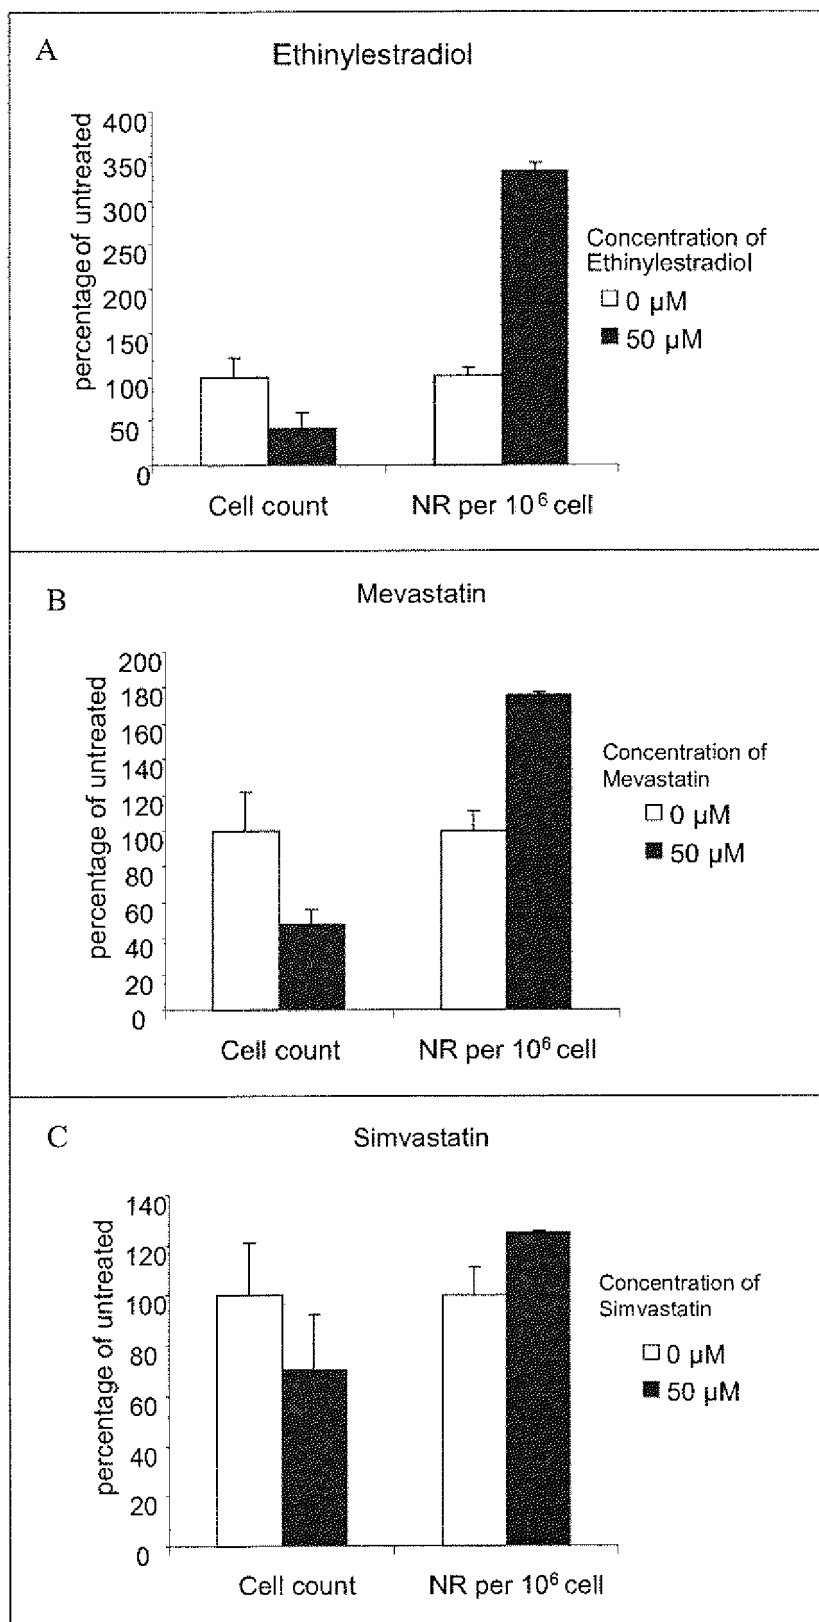 A
Ethinylestradiol
percentage of untreated
400
350
300
250
200
150
100
50
0
Cell count
NR per 10⁶ cell
Concentration of
Ethinylestradiol
0 µM
50 µM
B
Mevastatin
percentage of untreated
200
180
160
140
120
100
80
60
40
20
0
Cell count
NR per 10⁶ cell
Concentration of
Mevastatin
0 µM
50 µM
C
Simvastatin
percentage of untreated
140
120
100
80
60
40
20
0
Cell count
NR per 10⁶ cell
Concentration of
Simvastatin
0 µM
50 µM